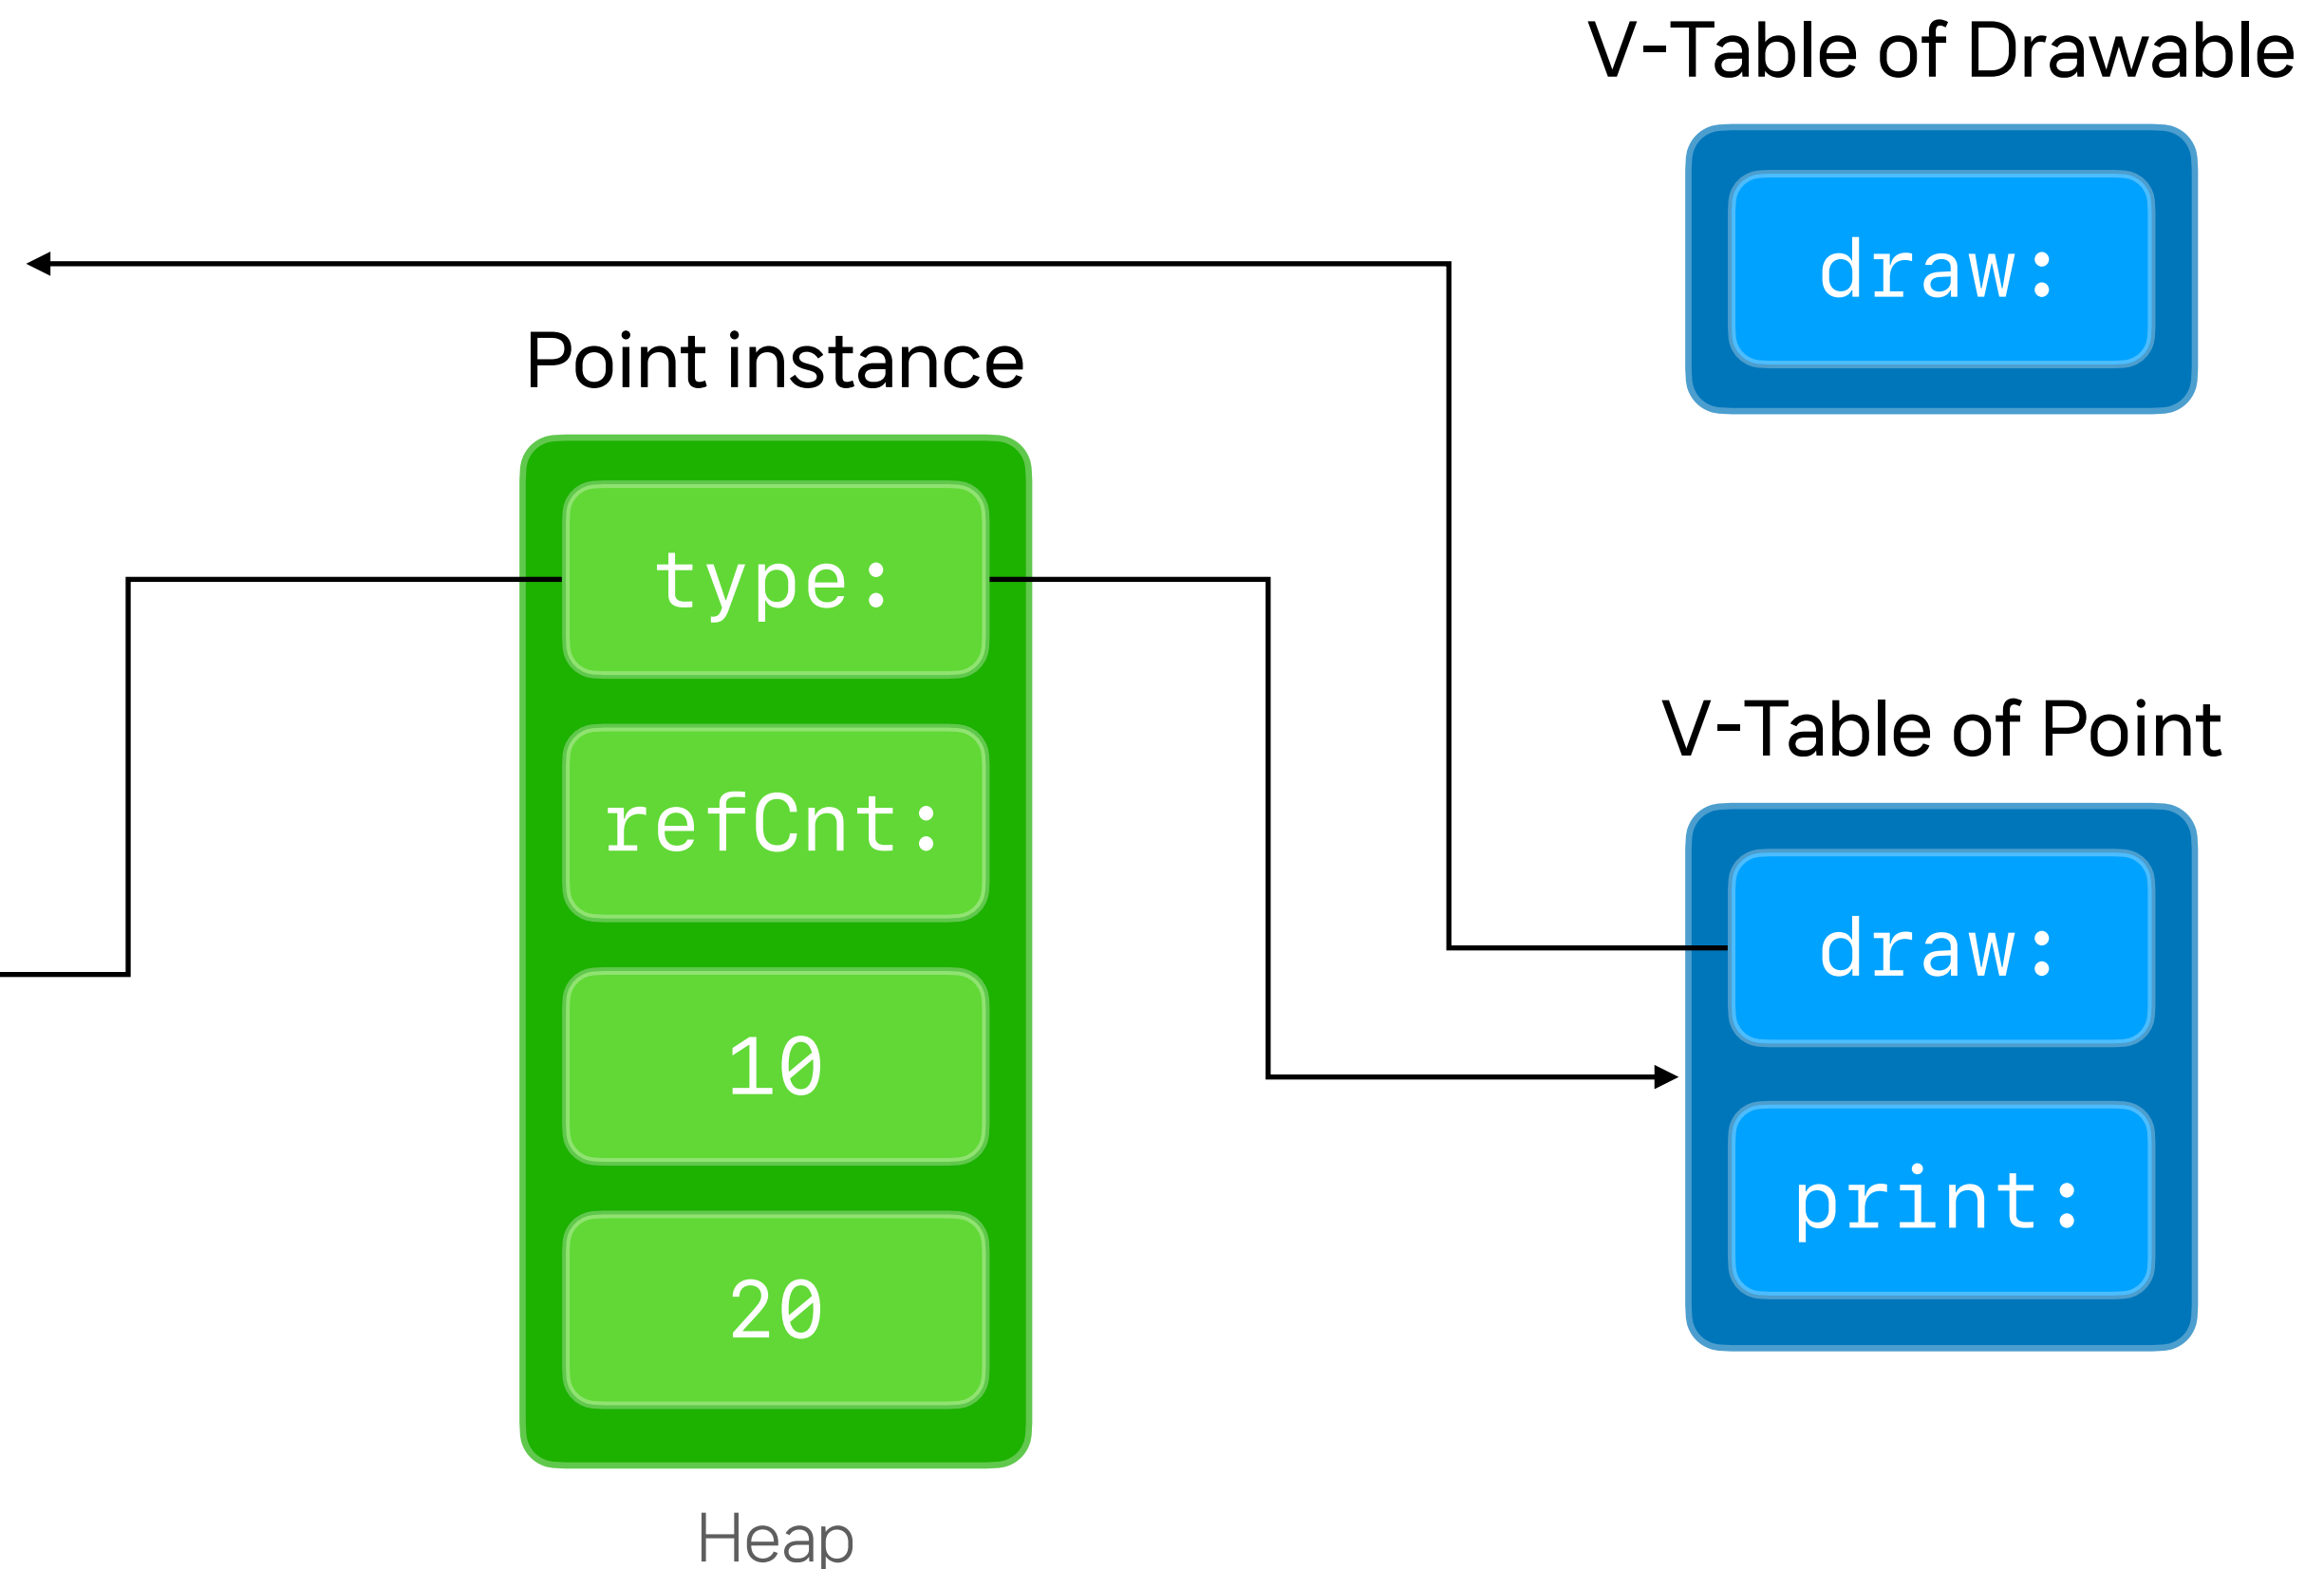 V-Table of Drawable
draw:
Point instance
type:
refCnt:
10
20
Heap
V-Table of Point
draw:
print: